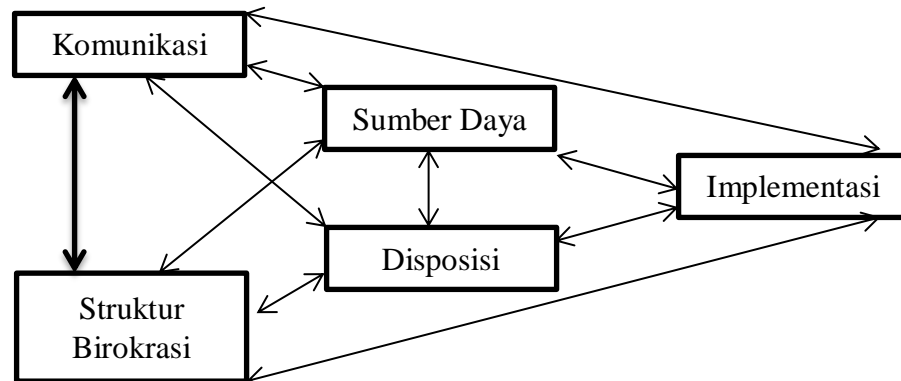 Komunikasi
Sumber Daya
Implementasi
Disposisi
Struktur
Birokrasi